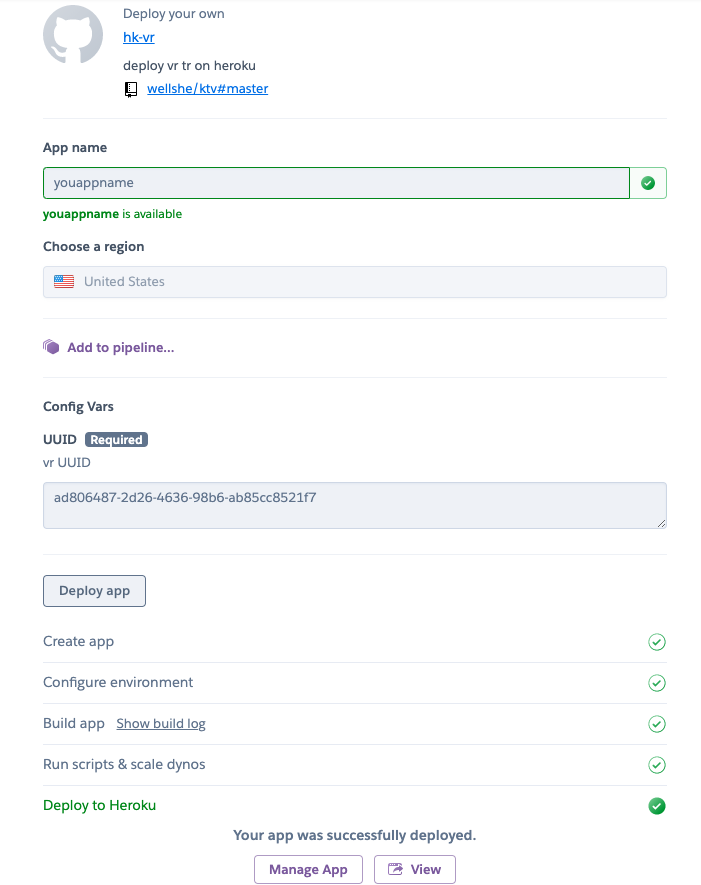 Deploy your own
hk-vr
deploy vr tr on heroku
wellshe/ktv#master
App name
youappname
youappname is available
Choose a region
United States
Add to pipeline...
Config Vars
UUID Required
vr UUID
ad806487-2d26-4636-98b6-ab85cc8521f7
Deploy app
Create app
Configure environment
Build app Show build log
Run scripts & scale dynos
Deploy to Heroku
Your app was successfully deployed.
Manage App View